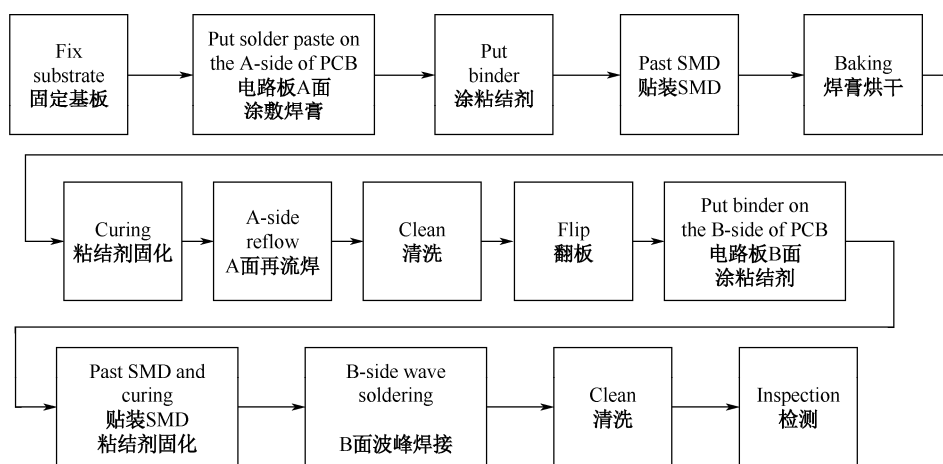 Fix
substrate
固定基板
Put solder paste on
the A-side of PCB
电路板A面
涂敷焊膏
Put
binder
涂粘结剂
Past SMD
贴装SMD
Baking
焊膏烘干
Curing
粘结剂固化
A-side
reflow
A面再流焊
Clean
清洗
Flip
翻板
Put binder on
the B-side of PCB
电路板B面
涂粘结剂
Past SMD and
curing
贴装SMD
粘结剂固化
B-side wave
soldering
B面波峰焊接
Clean
清洗
Inspection
检测